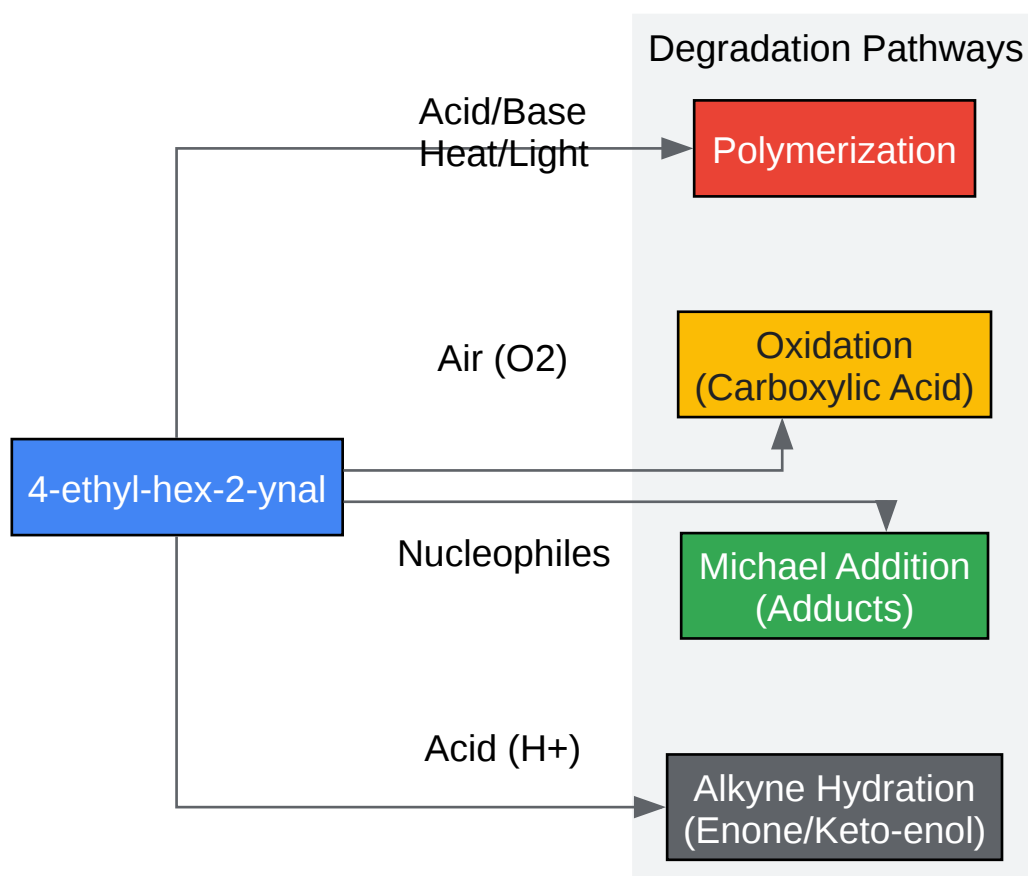 Degradation Pathways
Acid/Base
Heat/Light
Polymerization
Air (O2)
Oxidation
(Carboxylic Acid)
4-ethyl-hex-2-ynal
Nucleophiles
Michael Addition
(Adducts)
Acid (H+)
Alkyne Hydration
(Enone/Keto-enol)